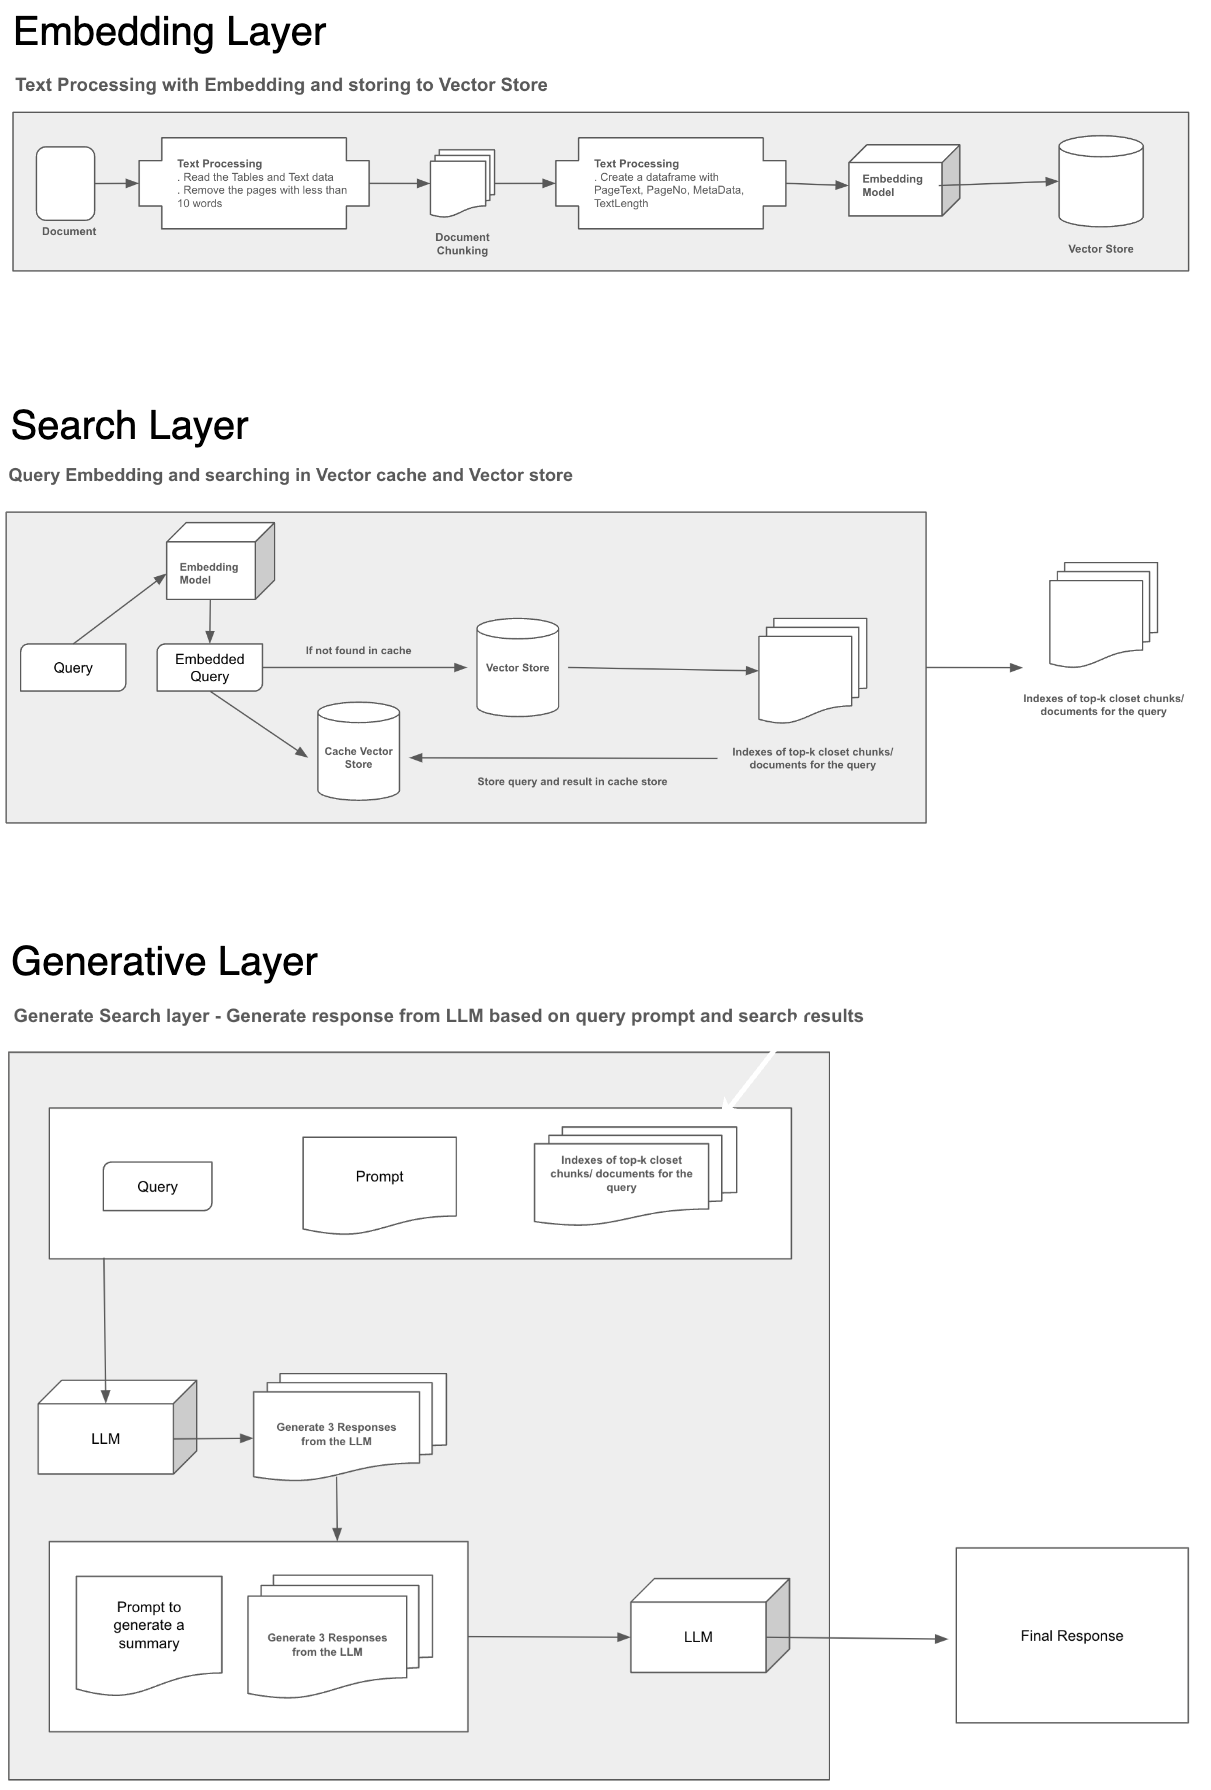 Embedding Layer
Text Processing with Embedding and storing to Vector Store
Text Processing
. Read the Tables and Text data
. Remove the pages with less than
10 words
Text Processing
. Create a dataframe with
PageText, PageNo, MetaData,
TextLength
Embedding
Model
Document
Document
Chunking
Vector Store
Search Layer
Query Embedding and searching in Vector cache and Vector store
Embedding
Model
Query
Embedded
Query
If not found in cache
Vector Store
Cache Vector
Store
Store query and result in cache store
Indexes of top-k closet chunks/
documents for the query
Indexes of top-k closet chunks/
documents for the query
Generative Layer
Generate Search layer - Generate response from LLM based on query prompt and search results
Query
Prompt
Indexes of top-k closet
chunks/ documents for the
query
LLM
Generate 3 Responses
from the LLM
Prompt to
generate a
summary
Generate 3 Responses
from the LLM
LLM
Final Response